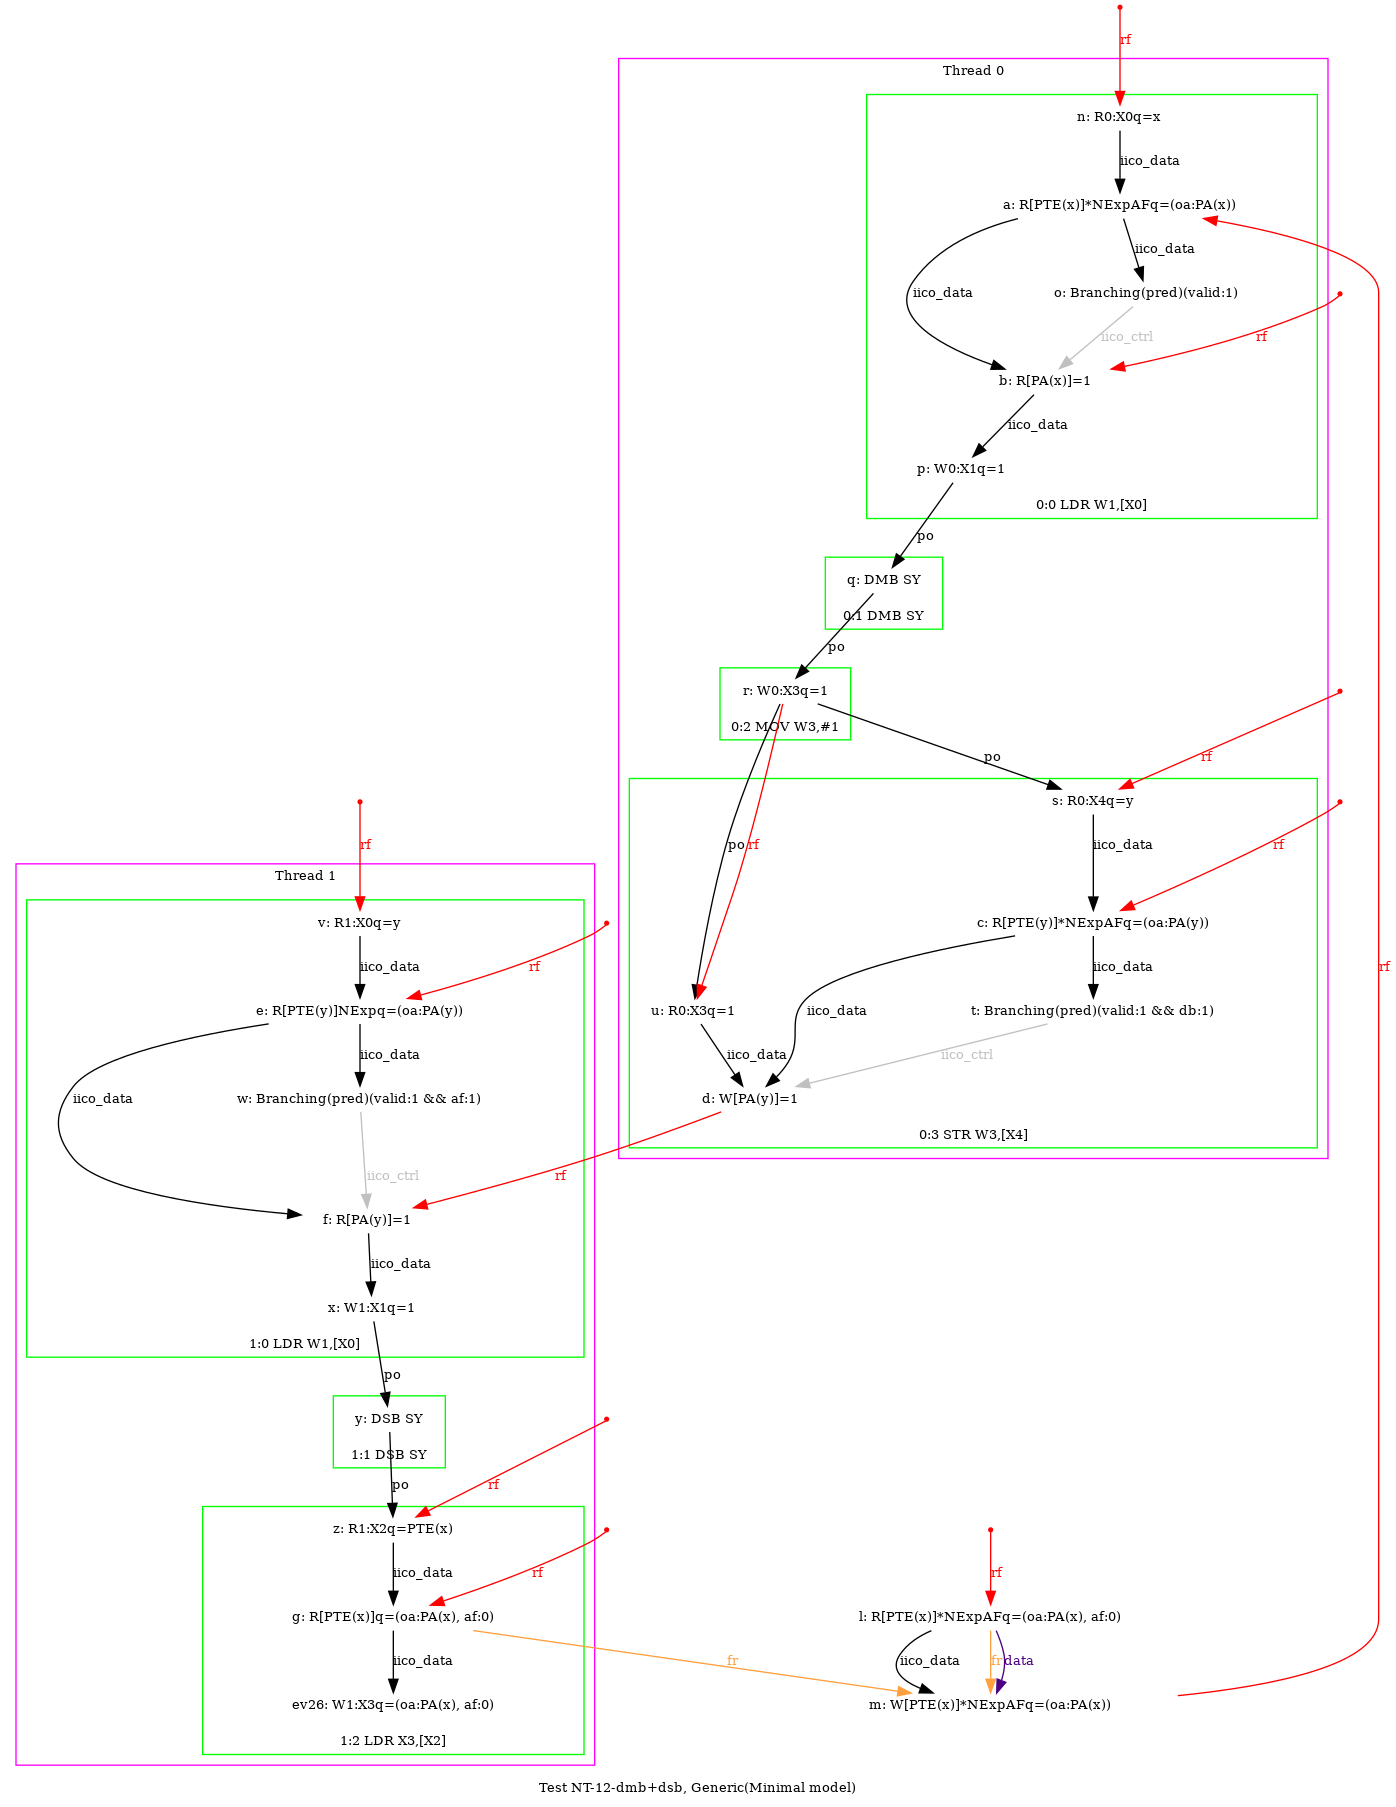 rf
Thread 0
n: R0:X0q=x
iico_data
a: R[PTE(x)]*NExpAFq=(oa:PA(x))
iico_data
iico_data
o: Branching(pred)(valid:1)
iico_ctrl
rf
b: R[PA(x)]=1
iico_data
p: W0:X1q=1
0:0 LDR W1,[X0]
po
q: DMB SY
0:1 DMB SY
po
r: W0:X3q=1
0:2 MOV W3,#1
po
rf
s: R0:X4q=y
po
rf
iico_data
rf
c: R[PTE(y)]*NExpAFq=(oa:PA(y))
iico_data
iico_data
rf
u: R0:X3q=1
t: Branching(pred)(valid:1 && db:1)
iico_data
iico_ctrl
d: W[PA(y)]=1
0:3 STR W3,[X4]
rf
rf
Thread 1
v: R1:X0q=y
iico_data
rf
e: R[PTE(y)]NExpq=(oa:PA(y))
iico_data
iico_data
w: Branching(pred)(valid:1 && af:1)
iico_ctrl
f: R[PA(y)]=1
iico_data
x: W1:X1q=1
1:0 LDR W1,[X0]
po
y: DSB SY
1:1 DSB SY
po
rf
z: R1:X2q=PTE(x)
iico_data
rf
g: R[PTE(x)]q=(oa:PA(x), af:0)
iico_data
fr
ev26: W1:X3q=(oa:PA(x), af:0)
1:2 LDR X3,[X2]
rf
l: R[PTE(x)]*NExpAFq=(oa:PA(x), af:0)
iico_data
fr
data
m: W[PTE(x)]*NExpAFq=(oa:PA(x))
Test NT-12-dmb+dsb, Generic(Minimal model)